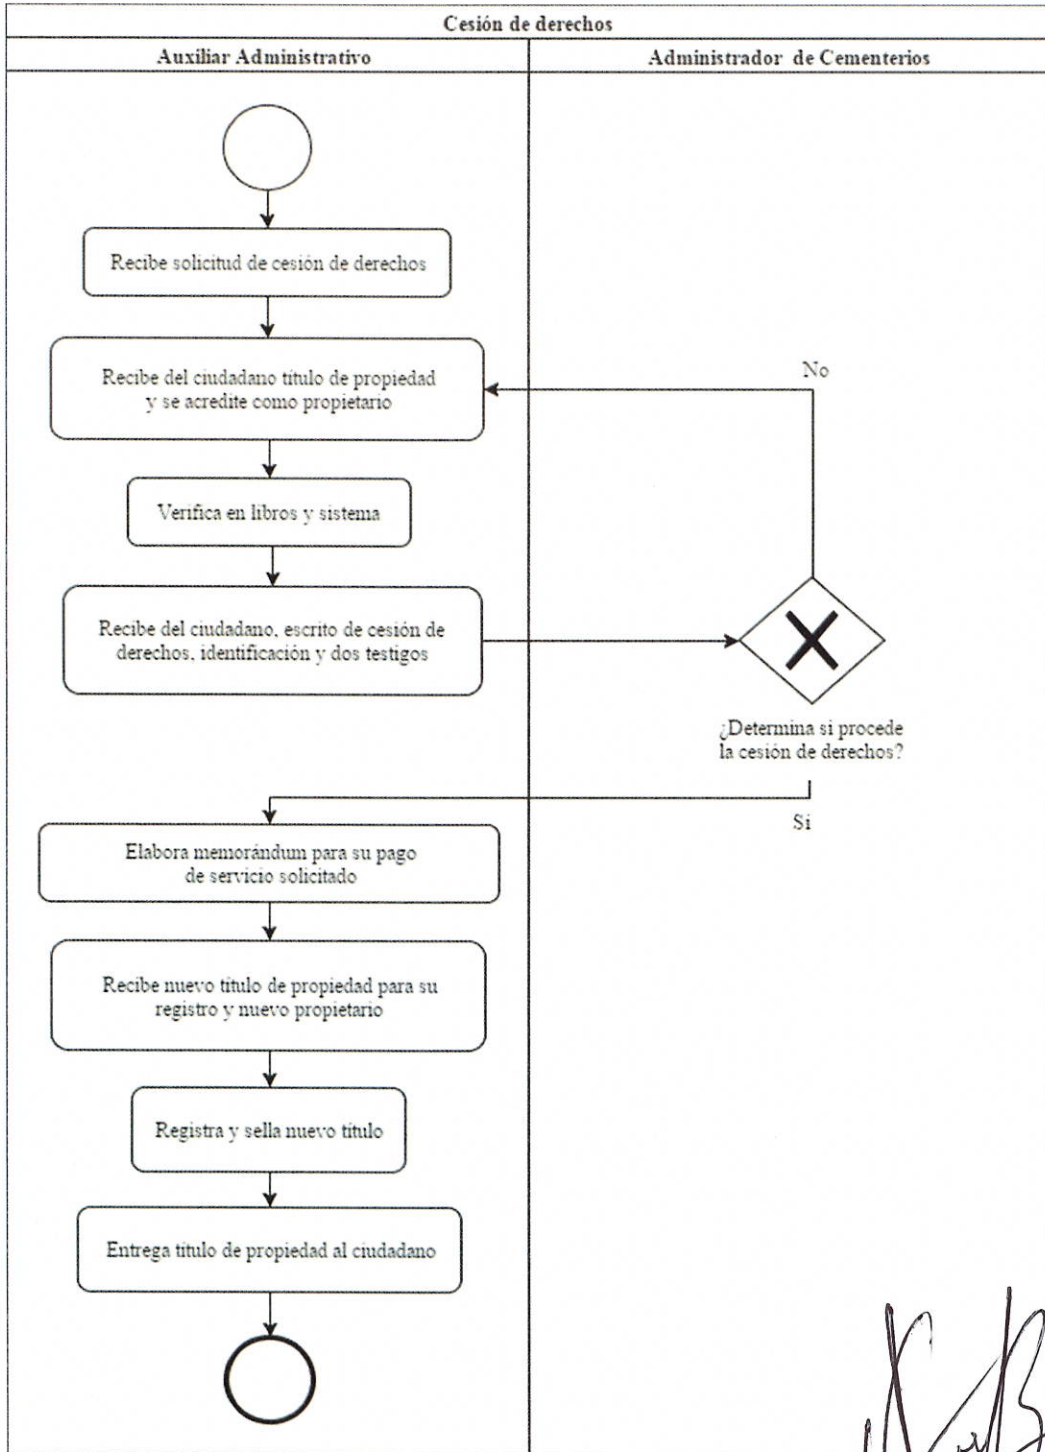 Cesión de derechos
Auxiliar Administrativo
Administrador de Cementerios
Recibe solicitud de cesión de derechos
Recibe del ciudadano título de propiedad
y se acredite como propietario
No
Verifica en libros y sistema
Recibe del ciudadano, escrito de cesión de
derechos, identificación y dos testigos
¿Determina si procede
la cesión de derechos?
Si
Elabora memorándum para su pago
de servicio solicitado
Recibe nuevo título de propiedad para su
registro y nuevo propietario
Registra y sella nuevo título
Entrega título de propiedad al ciudadano